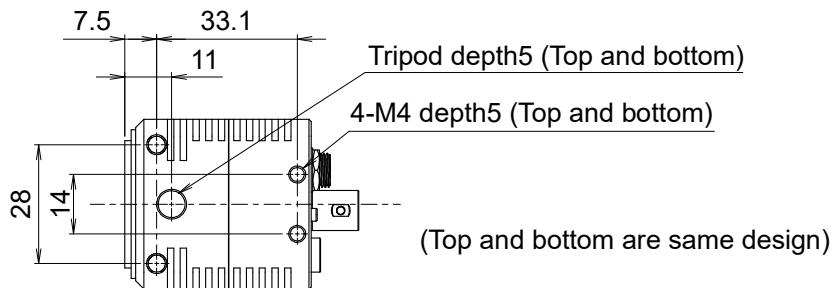 7.5 33.1
11
Tripod depth5 (Top and bottom)
4-M4 depth5 (Top and bottom)
28
14
(Top and bottom are same design)